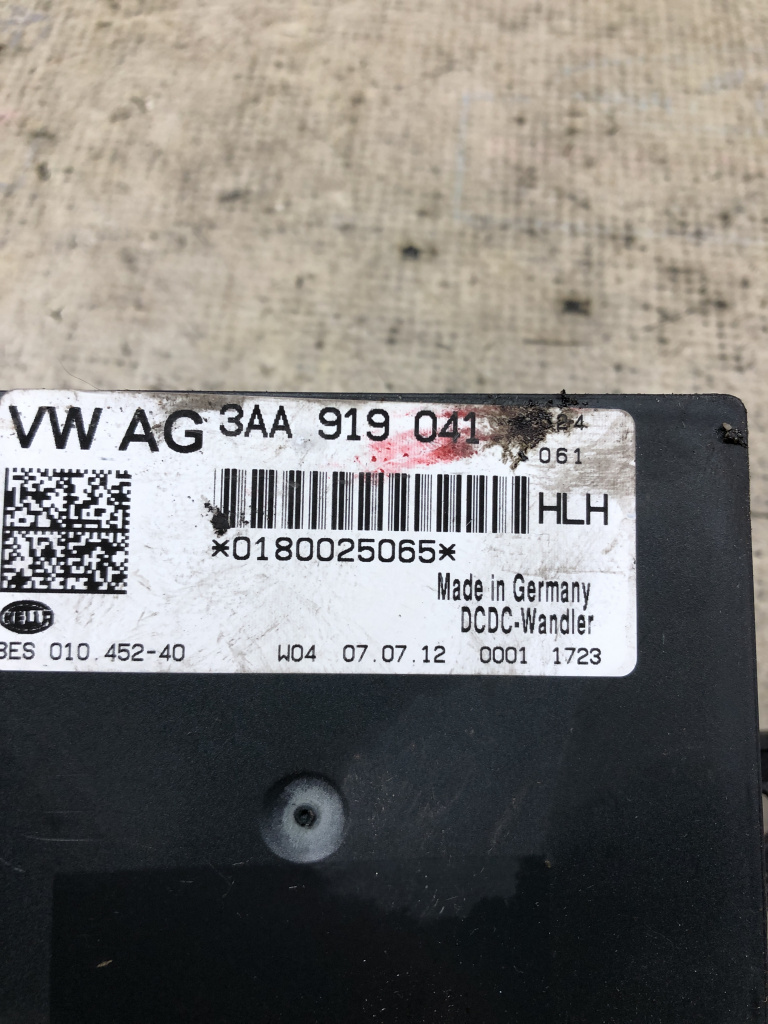 VW AG 3AA 919 041
061
HLH
*0180025065*
Made in Germany
DCDC-Wandler
HELLA
BES 010.452-40 W04 07.07.12 0001 1723